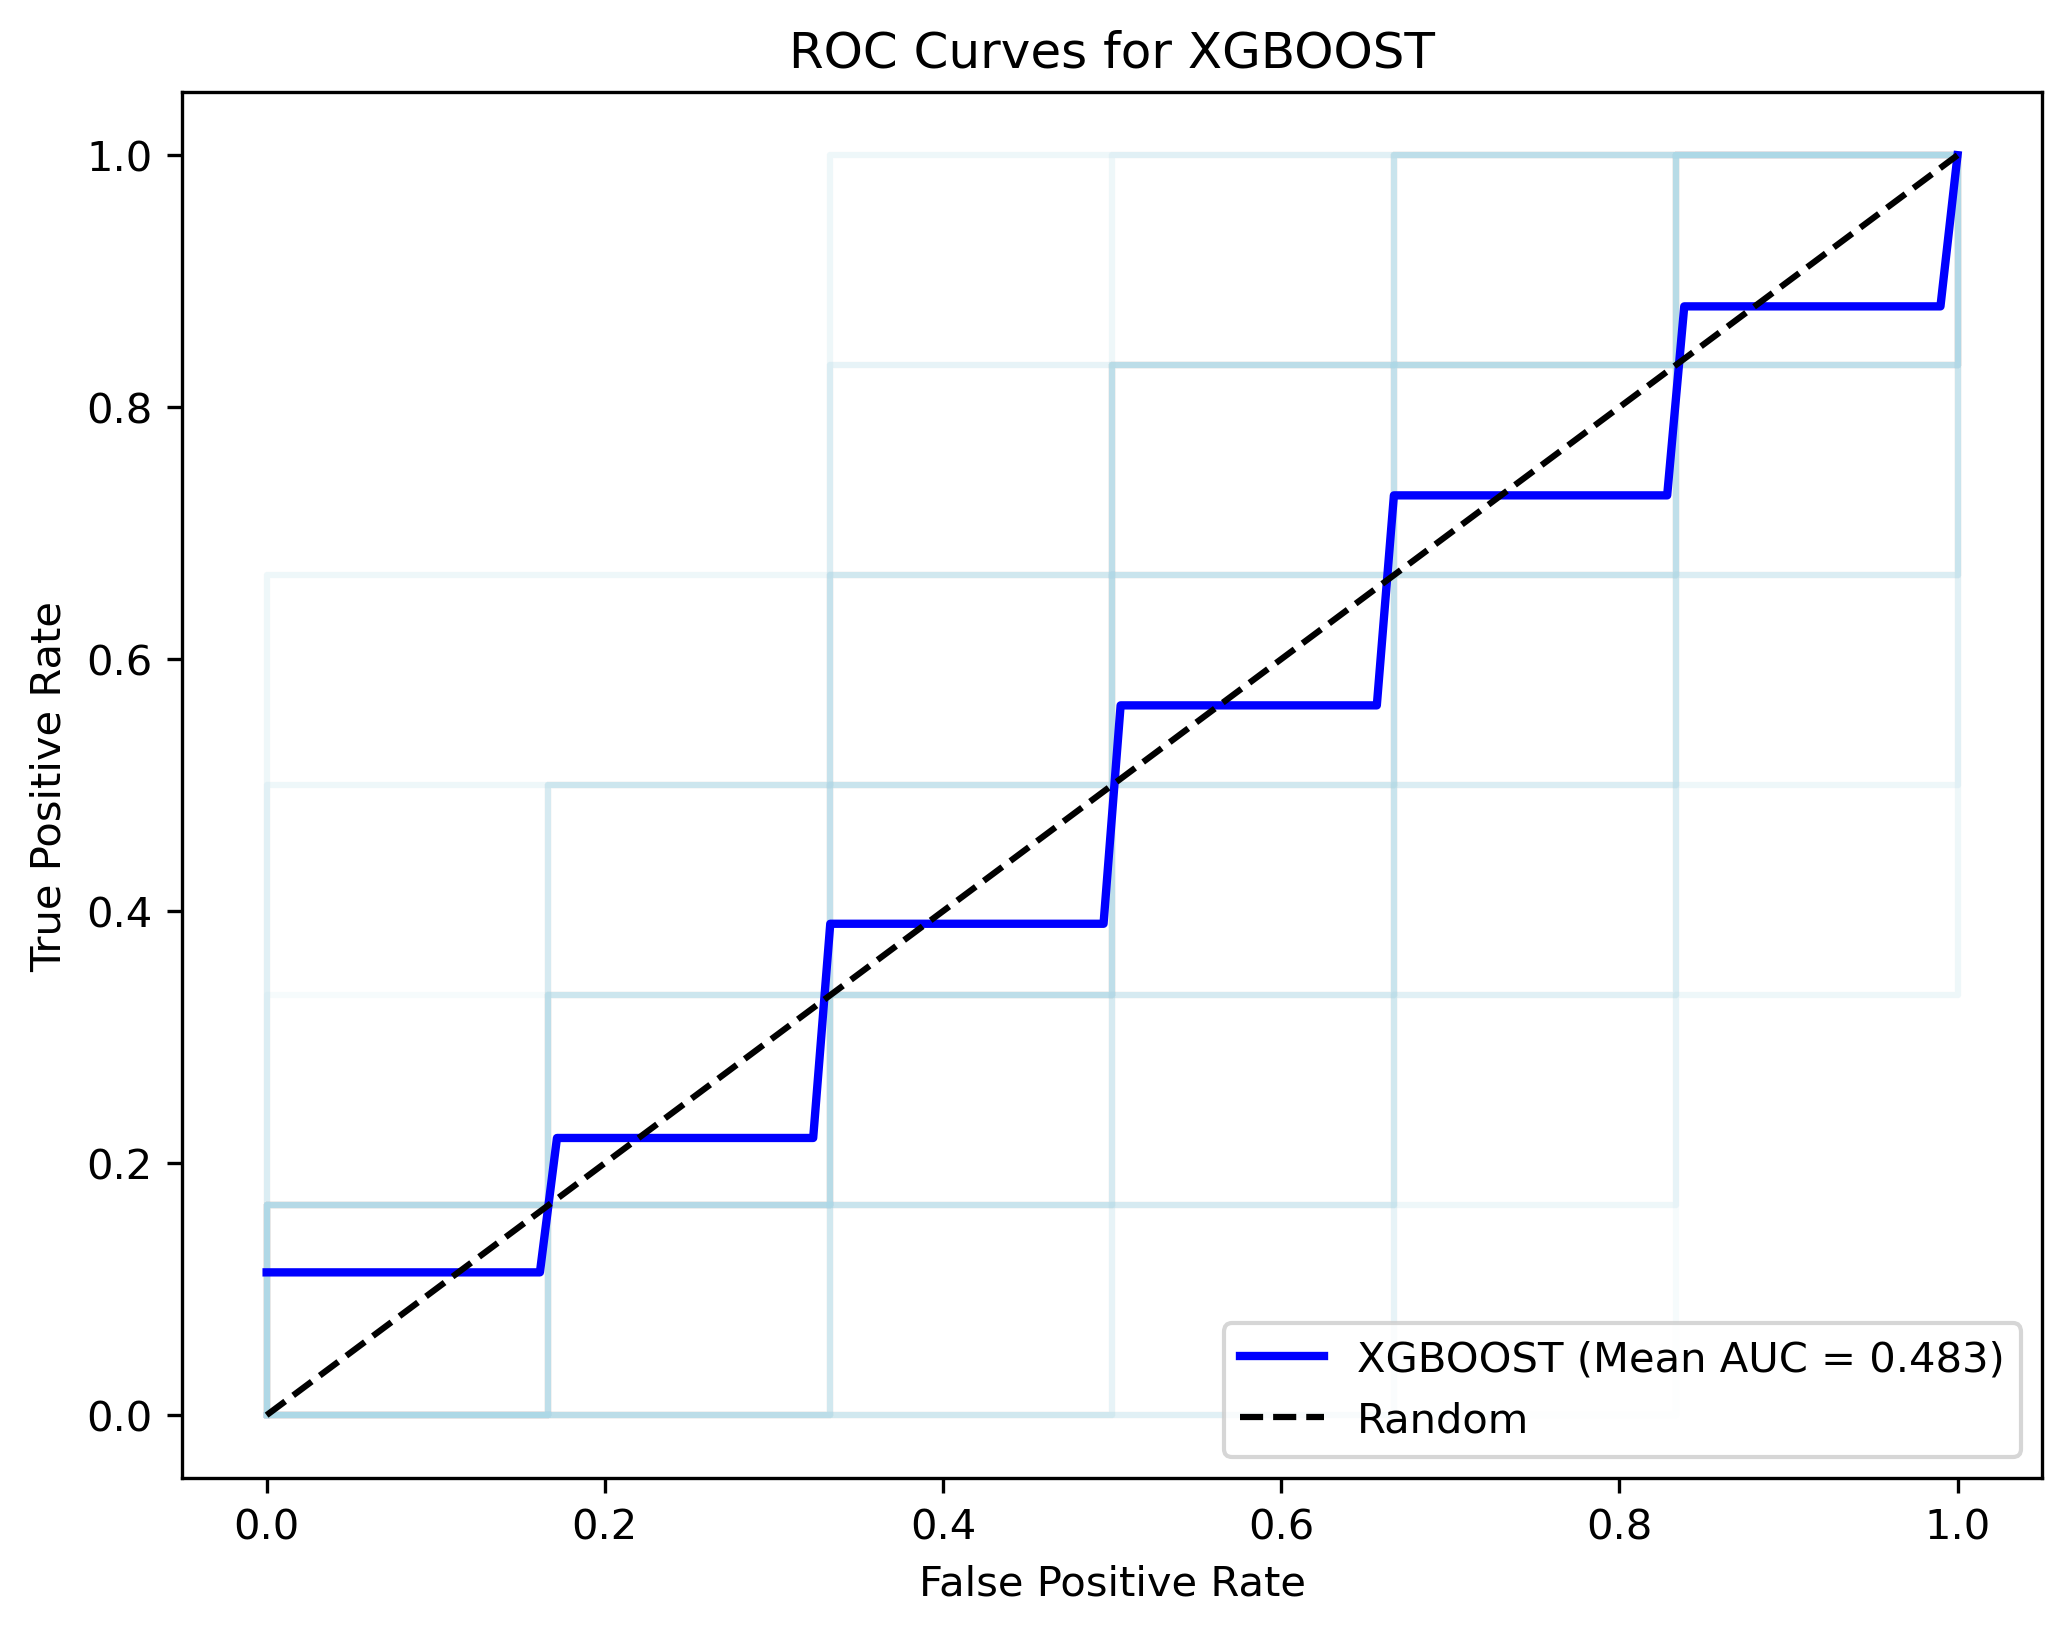 ROC Curves for XGBOOST
True Positive Rate
1.0
0.8
0.6
0.4
0.2
0.0
XGBOOST (Mean AUC = 0.483)
Random
0.0 0.2 0.4 0.6 0.8 1.0
False Positive Rate